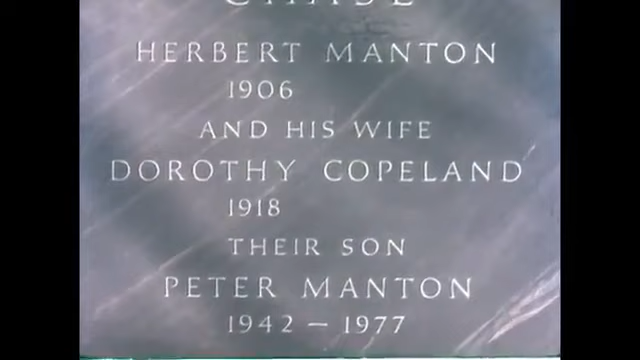 HERBERT MANTON
1906
AND HIS WIFE
DOROTHY COPELAND
1918
THEIR SON
PETER MANTON
1942 – 1977